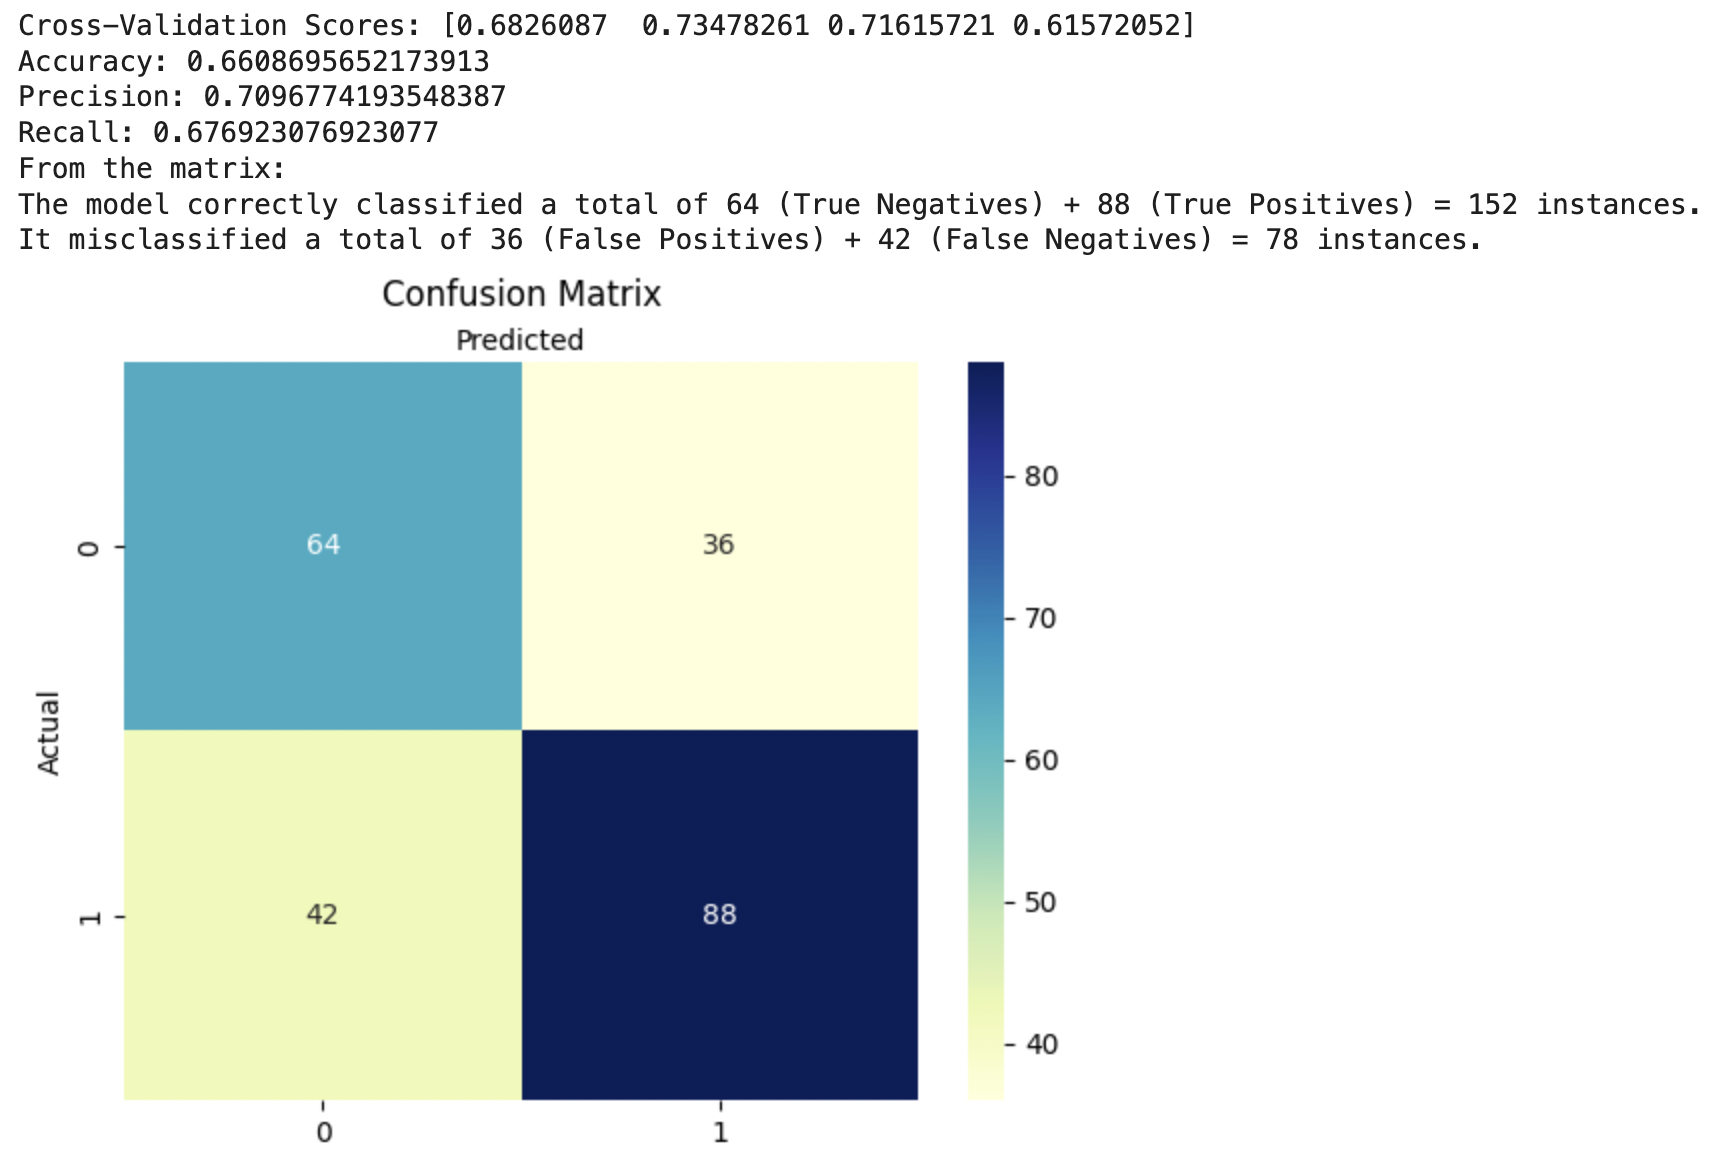 Cross-Validation Scores: [0.6826087  0.73478261 0.71615721 0.61572052]
Accuracy: 0.6608695652173913
Precision: 0.7096774193548387
Recall: 0.676923076923077
From the matrix:
The model correctly classified a total of 64 (True Negatives) + 88 (True Positives) = 152 instances.
It misclassified a total of 36 (False Positives) + 42 (False Negatives) = 78 instances.
Confusion Matrix
Predicted
80
0
64
36
70
Actual
60
50
1
42
88
40
0
1